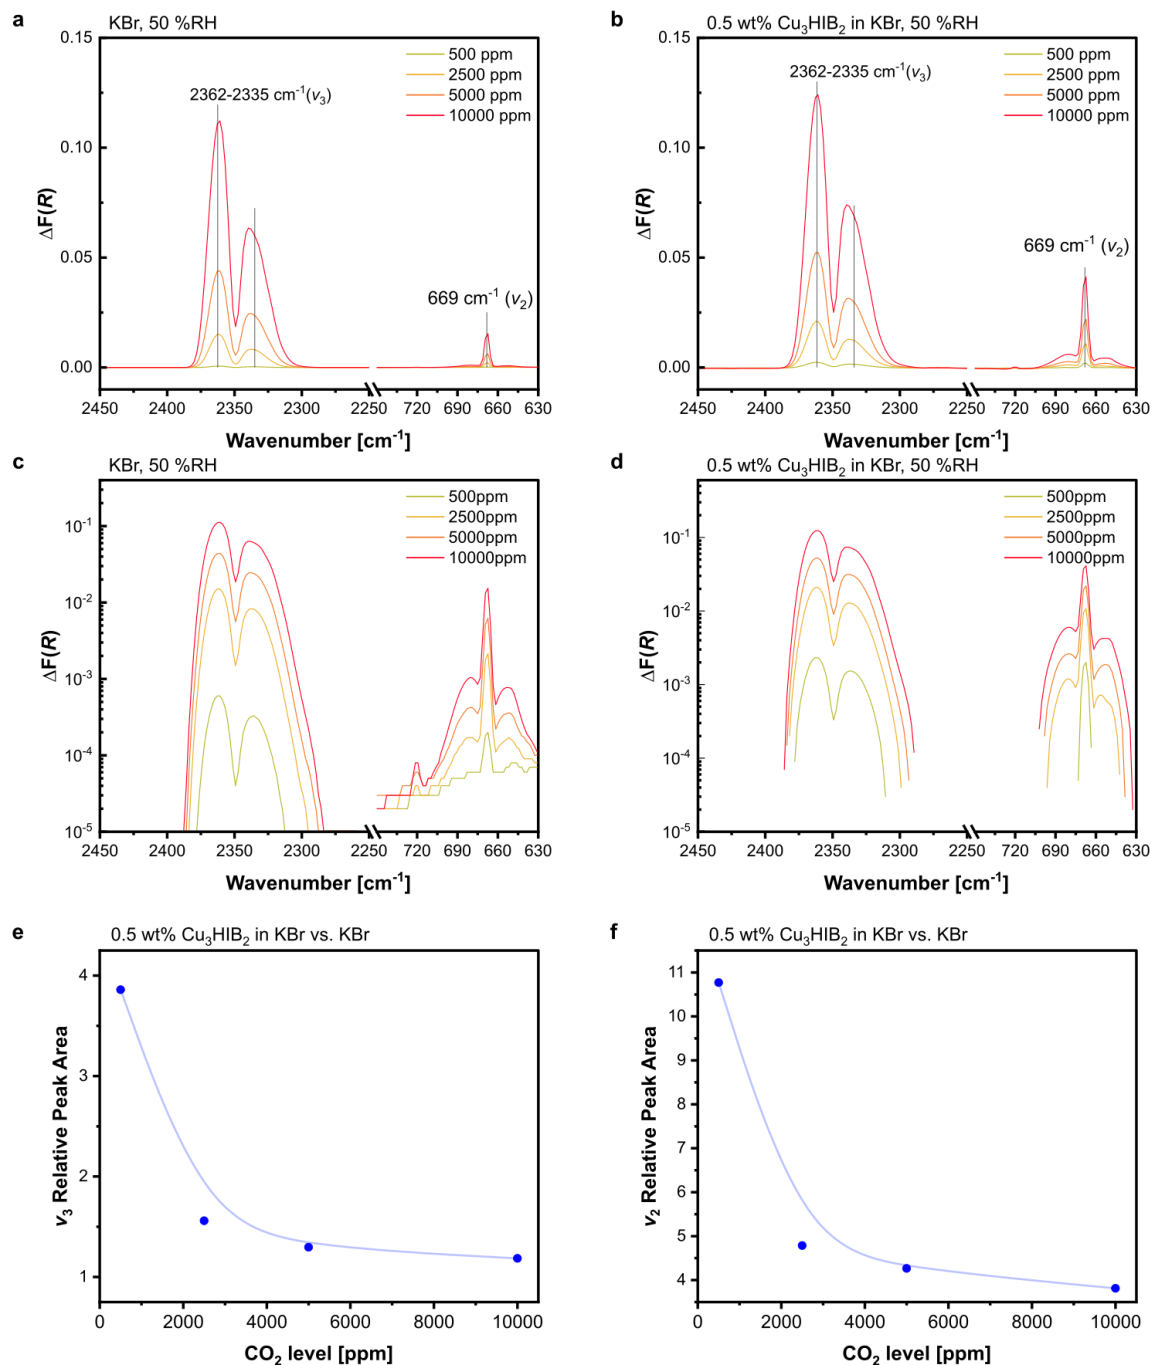 a
KBr, 50 %RH
0.15
0.10
0.05
0.00
ΔF(R)
2362-2335 cm⁻¹(ν₃)
669 cm⁻¹ (ν₂)
500 ppm
2500 ppm
5000 ppm
10000 ppm
2450 2400 2350 2300 2250 690 660 630
Wavenumber [cm⁻¹]
b
0.5 wt% Cu₃HIB₂ in KBr, 50 %RH
0.15
0.10
0.05
0.00
ΔF(R)
2362-2335 cm⁻¹(ν₃)
669 cm⁻¹ (ν₂)
500 ppm
2500 ppm
5000 ppm
10000 ppm
2450 2400 2350 2300 2250 720 690 660 630
Wavenumber [cm⁻¹]
c
KBr, 50 %RH
10⁻¹
10⁻²
10⁻³
10⁻⁴
10⁻⁵
ΔF(R)
500ppm
2500ppm
5000ppm
10000ppm
2450 2400 2350 2300 2250 720 690 660 630
Wavenumber [cm⁻¹]
d
0.5 wt% Cu₃HIB₂ in KBr, 50 %RH
10⁻¹
10⁻²
10⁻³
10⁻⁴
10⁻⁵
ΔF(R)
500ppm
2500ppm
5000ppm
10000ppm
2450 2400 2350 2300 2250 720 690 660 630
Wavenumber [cm⁻¹]
e
0.5 wt% Cu₃HIB₂ in KBr vs. KBr
4
3
2
1
ν₃ Relative Peak Area
0 2000 4000 6000 8000 10000
CO₂ level [ppm]
f
0.5 wt% Cu₃HIB₂ in KBr vs. KBr
11
10
9
8
7
6
5
4
ν₂ Relative Peak Area
0 2000 4000 6000 8000 10000
CO₂ level [ppm]